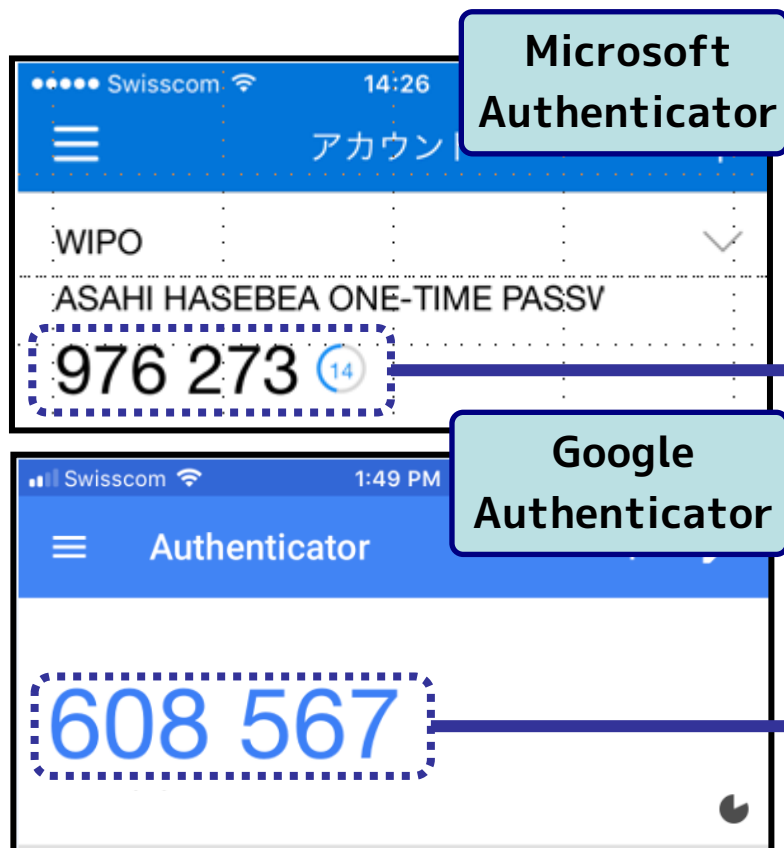 Microsoft
Authenticator
Swisscom 14:26
アカウント
WIPO
ASAHI HASEBEA ONE-TIME PASSW
976 273 14
Google
Authenticator
Swisscom 1:49 PM
Authenticator
608 567